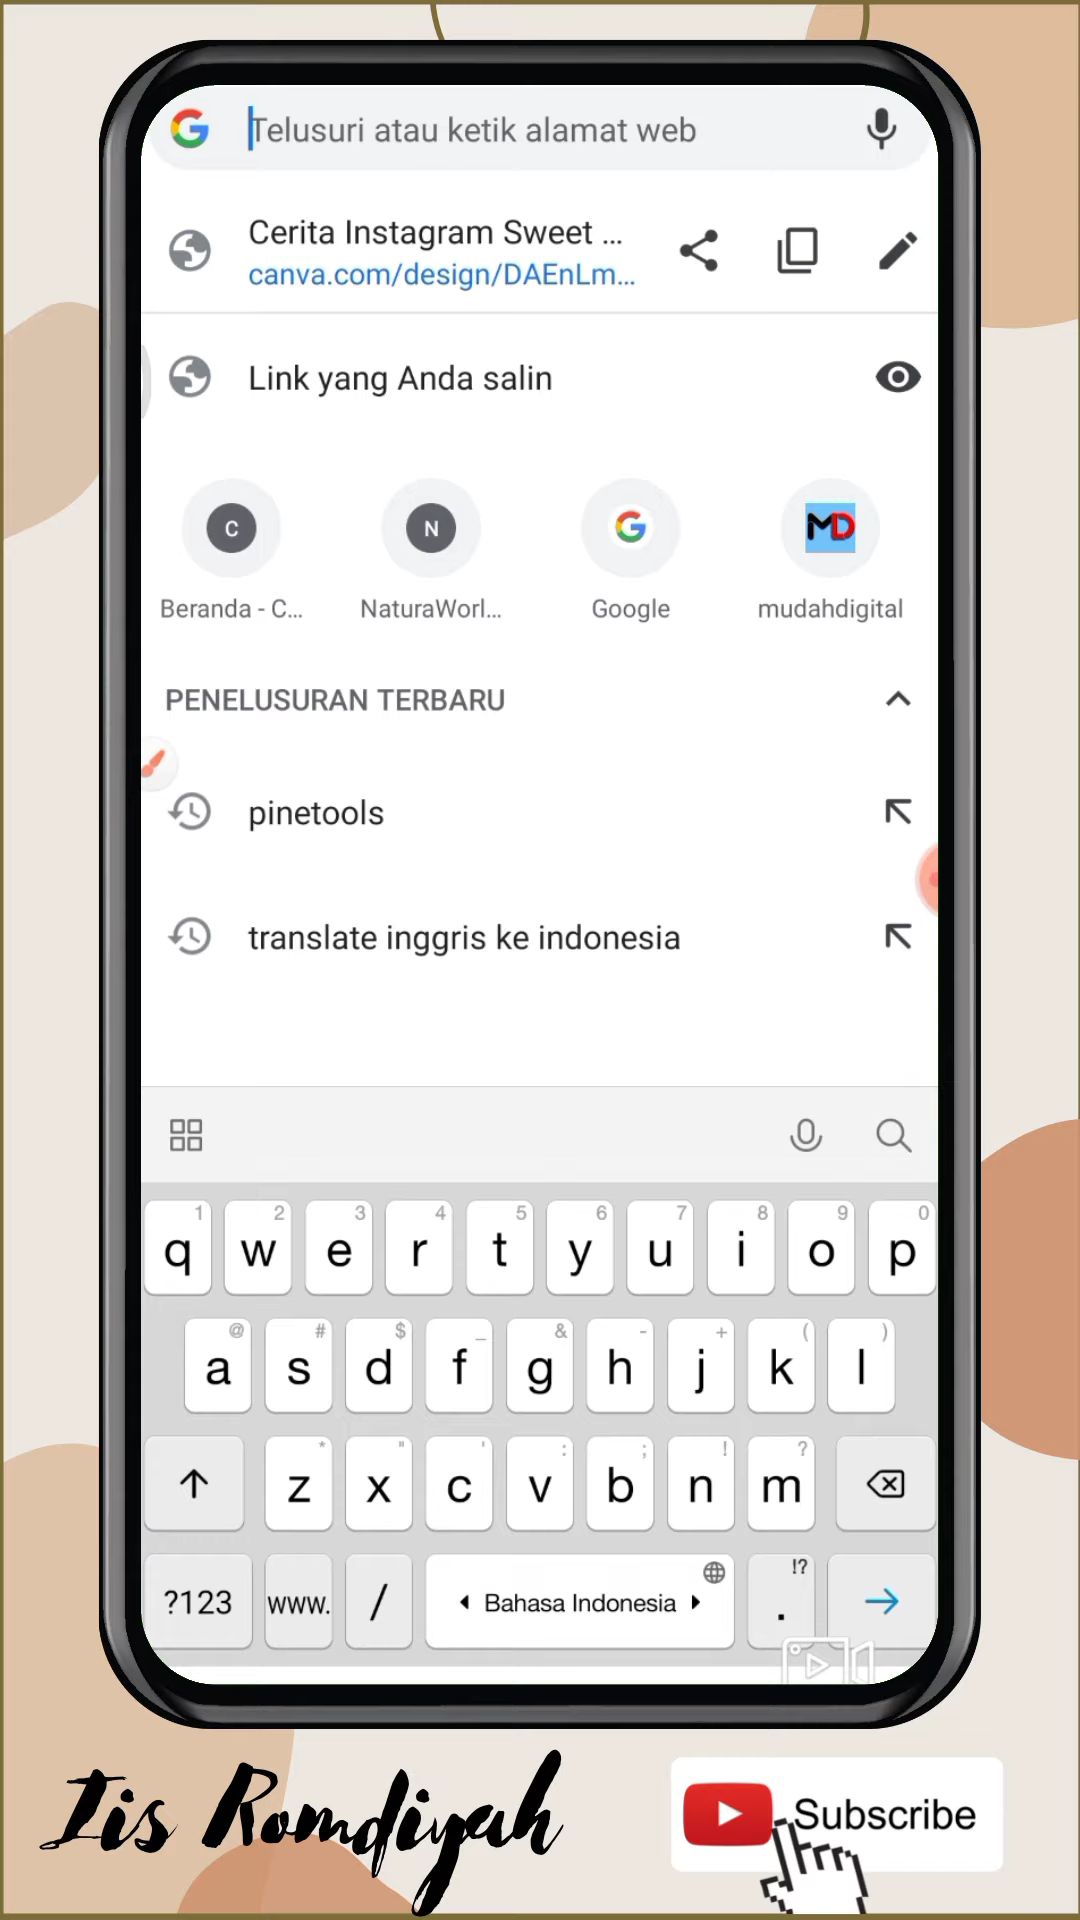 Telusuri atau ketik alamat web
Cerita Instagram Sweet ...
canva.com/design/DAEnLm...
Link yang Anda salin
C
N
MD
Beranda - C...
NaturaWorl...
Google
mudahdigital
PENELUSURAN TERBARU
pinetools
translate inggris ke indonesia
1 2 3 4 5 6 7 8 9 0
q w e r t y u i o p
@ # $ _ & - + ( )
a s d f g h j k l
* " ' : ; ! ?
z x c v b n m
!?
?123 www. / Bahasa Indonesia .
Iis Romdiyah
Subscribe